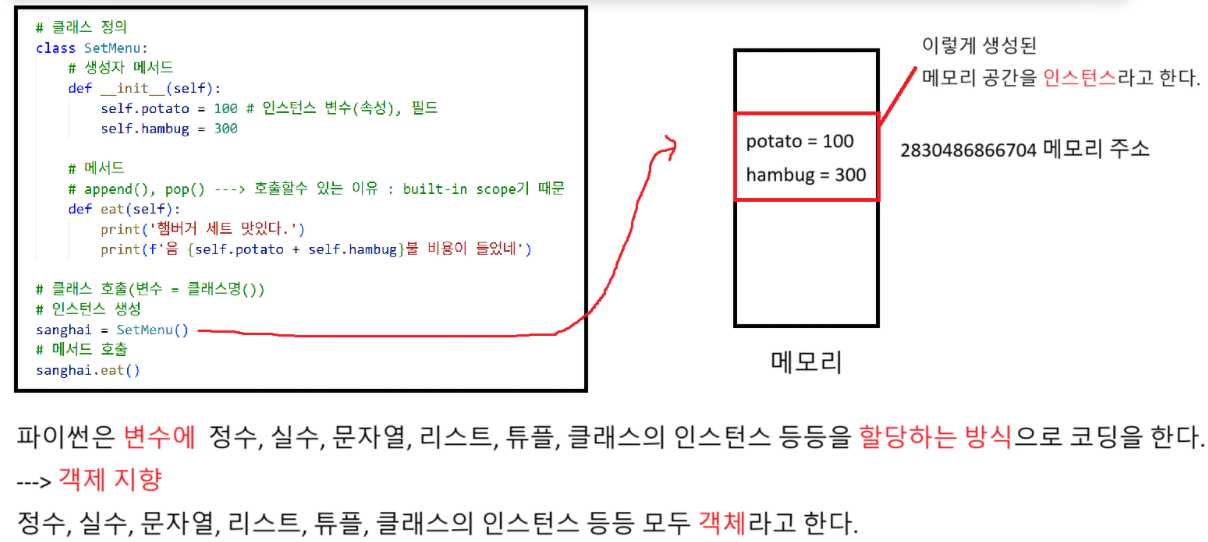 # 클래스 정의
class SetMenu:
# 생성자 메서드
def __init__(self):
self.potato = 100 # 인스턴스 변수(속성), 필드
self.hambug = 300
# 메서드
# append(), pop() ---> 호출할수 있는 이유 : built-in scope기 때문
def eat(self):
print('햄버거 세트 맛있다.')
print(f'음 {self.potato + self.hambug}불 비용이 들었네')
# 클래스 호출(변수 = 클래스명())
# 인스턴스 생성
sanghai = SetMenu()
# 메서드 호출
sanghai.eat()
이렇게 생성된
메모리 공간을 인스턴스라고 한다.
potato = 100
hambug = 300
2830486866704 메모리 주소
메모리
파이썬은 변수에 정수, 실수, 문자열, 리스트, 튜플, 클래스의 인스턴스 등등을 할당하는 방식으로 코딩을 한다.
---> 객제 지향
정수, 실수, 문자열, 리스트, 튜플, 클래스의 인스턴스 등등 모두 객체라고 한다.